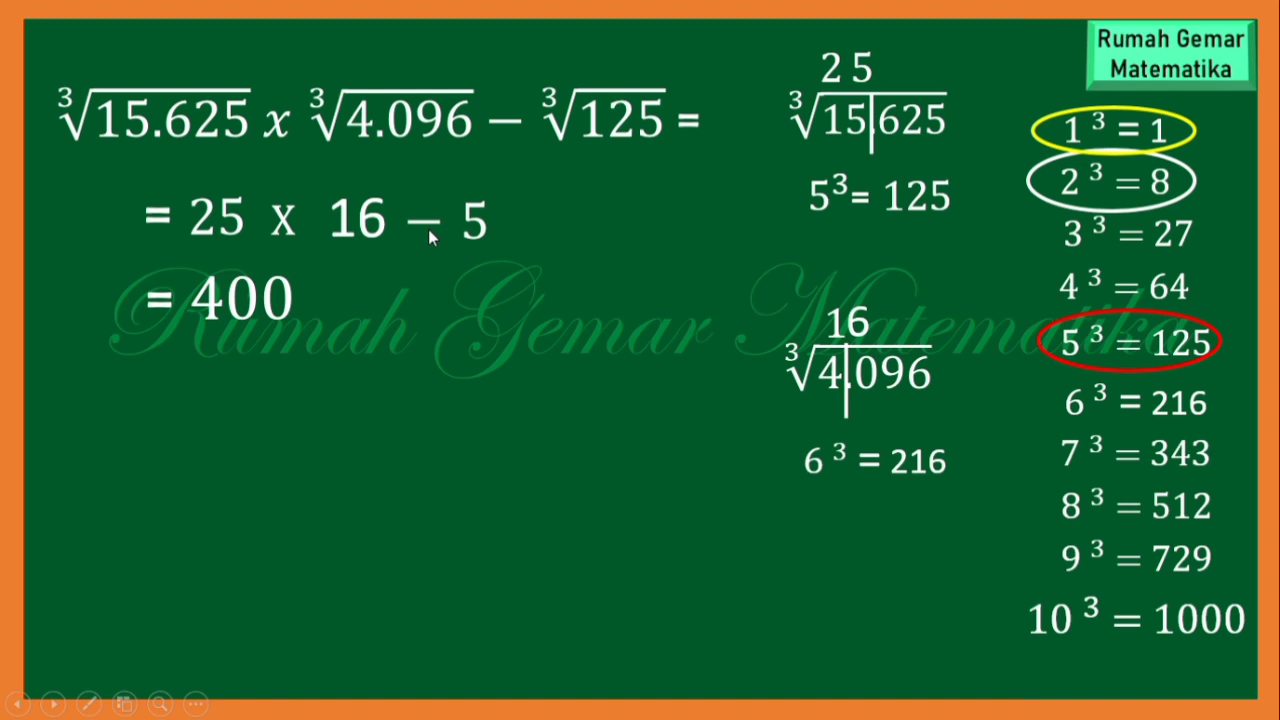 ∛15.625 x ∛4.096 − ∛125 =
= 25 x 16 − 5
= 400
25
∛15.625
5³= 125
16
∛4.096
6³ = 216
Rumah Gemar
Matematika
1³ = 1
2³ = 8
3³ = 27
4³ = 64
5³ = 125
6³ = 216
7³ = 343
8³ = 512
9³ = 729
10³ = 1000
Rumah Gemar Matematika